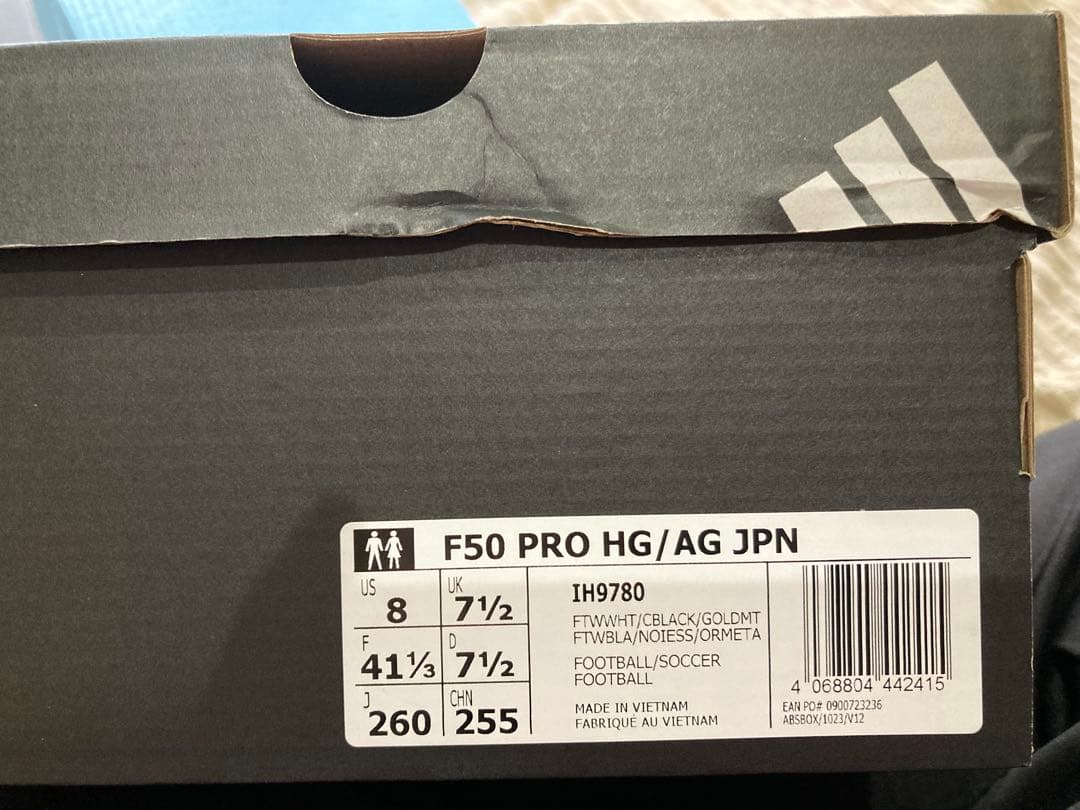 F50 PRO HG/AG JPN
US 8 UK 7½
F 41⅓ D 7½
J 260 CHN 255
IH9780
FTWWHT/CBLACK/GOLDMT
FTWBLA/NOIESS/ORMETA
FOOTBALL/SOCCER
FOOTBALL
MADE IN VIETNAM
FABRIQUÉ AU VIETNAM
4 068804 442415
EAN PO# 0900723236
ABSBOX/1023/V12